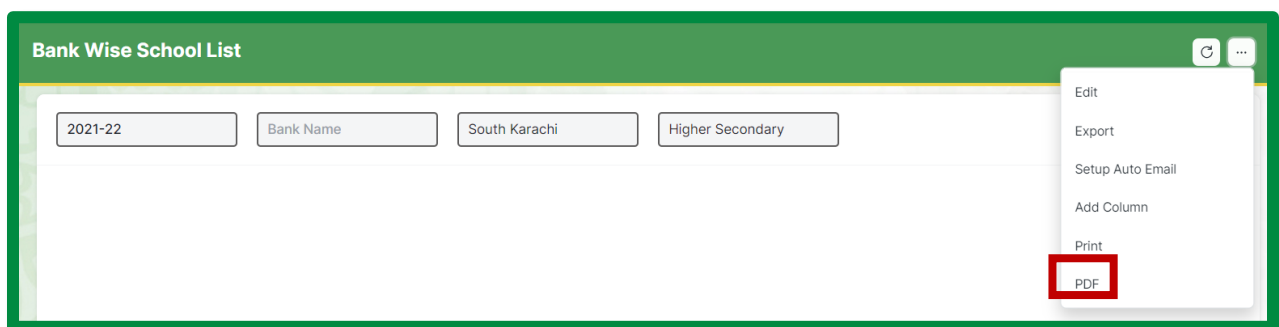 Bank Wise School List
...
2021-22
Bank Name
South Karachi
Higher Secondary
Edit
Export
Setup Auto Email
Add Column
Print
PDF